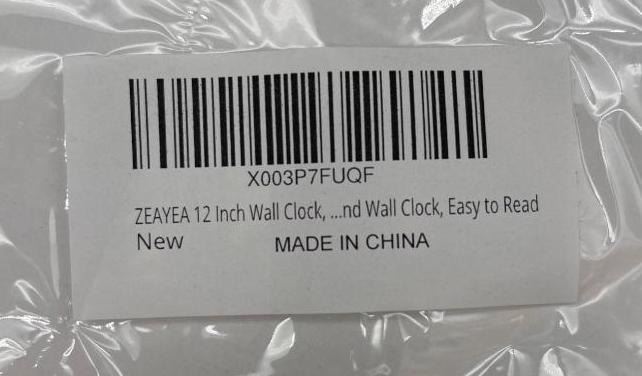 X003P7FUQF
ZEAYEA 12 Inch Wall Clock, ...nd Wall Clock, Easy to Read
New MADE IN CHINA